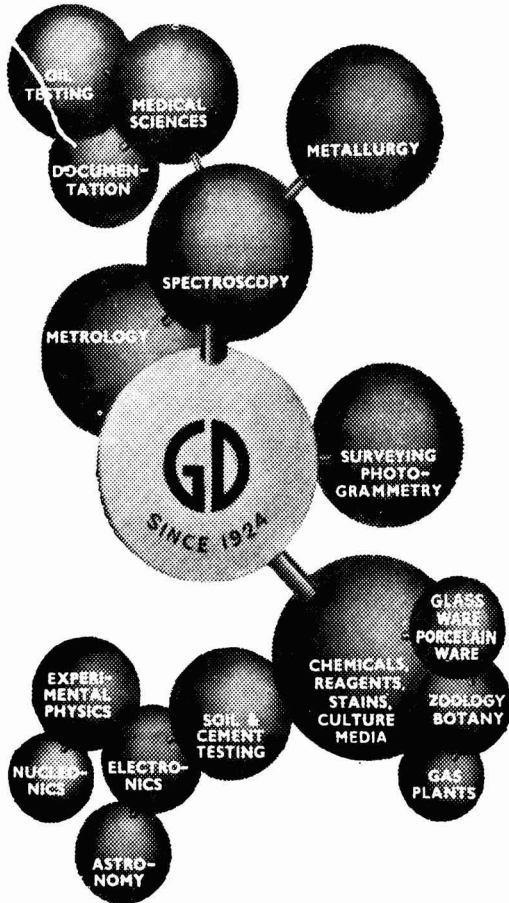 OIL
TESTING
MEDICAL
SCIENCES
DOCUMEN-
TATION
METALLURGY
SPECTROSCOPY
METROLOGY
GD
SINCE 1924
SURVEYING
PHOTO-
GRAMMETRY
GLASS
WARE
PORCELAIN
WARE
CHEMICALS,
REAGENTS,
STAINS,
CULTURE
MEDIA
ZOOLOGY
BOTANY
GAS
PLANTS
EXPERI-
MENTAL
PHYSICS
SOIL &
CEMENT
TESTING
NUCLEO-
NICS
ELECTRO-
NICS
ASTRO-
NOMY